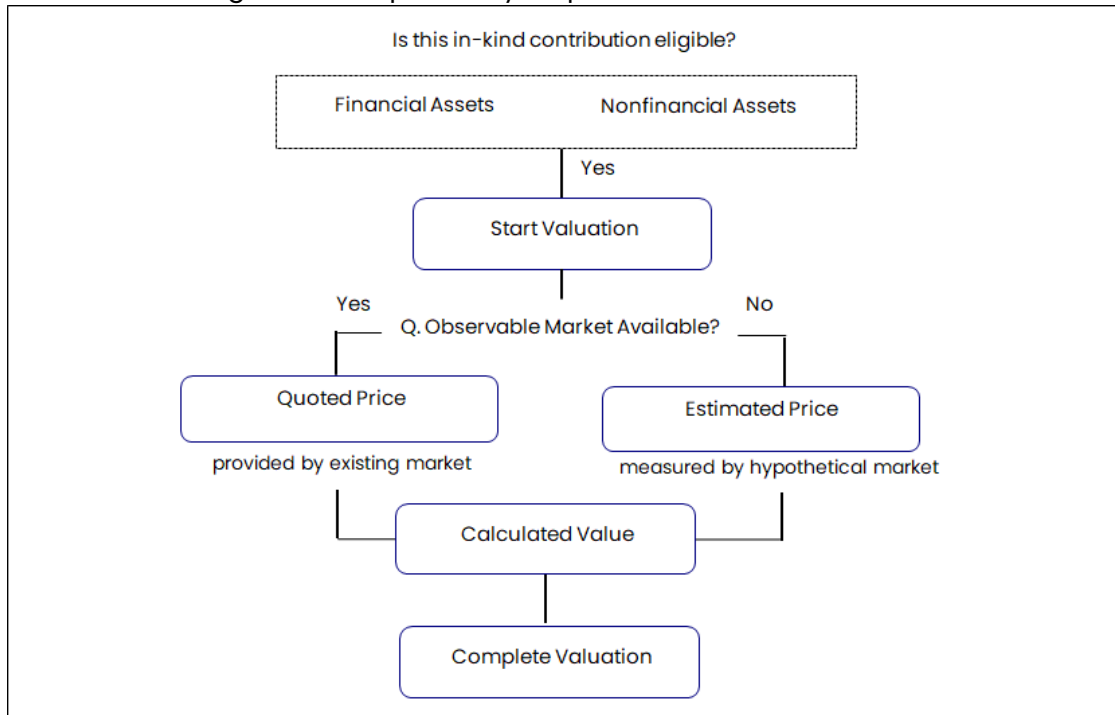 Is this in-kind contribution eligible?
Financial Assets Nonfinancial Assets
Yes
Start Valuation
Yes No
Q. Observable Market Available?
Quoted Price
Estimated Price
provided by existing market
measured by hypothetical market
Calculated Value
Complete Valuation